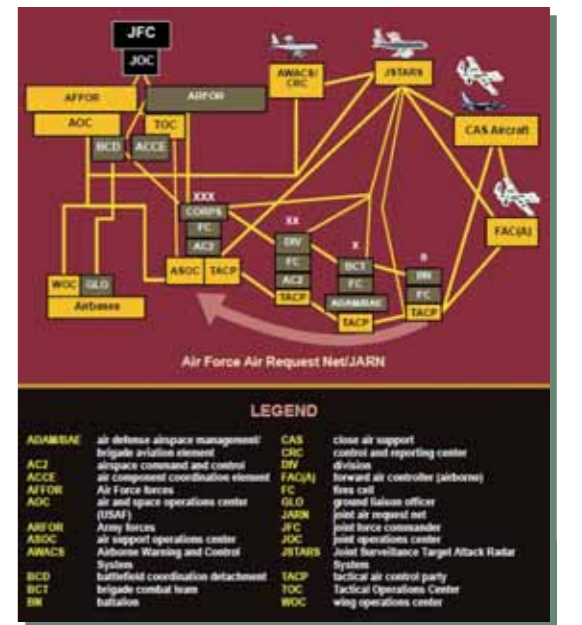 JFC
JOC
AWACS/
CRC
JSTARS
AFFOR
ARFOR
AOC
TOC
CAS Aircraft
BCD
ACCE
XXX
CORPS
FC
AC2
XX
DIV
FC
AC2
TACP
X
BCT
FC
ADAM/BAE
TACP
II
BN
FC
TACP
FAC(A)
ASOC
TACP
WOC
GLO
Airbases
Air Force Air Request Net/JARN
LEGEND
ADAM/BAE air defense airspace management/
brigade aviation element
AC2 airspace command and control
ACCE air component coordination element
AFFOR Air Force forces
AOC air and space operations center
(USAF)
ARFOR Army forces
ASOC air support operations center
AWACS Airborne Warning and Control
System
BCD battlefield coordination detachment
BCT brigade combat team
BN battalion
CAS close air support
CRC control and reporting center
DIV division
FAC(A) forward air controller (airborne)
FC fires cell
GLO ground liaison officer
JARN joint air request net
JFC joint force commander
JOC joint operations center
JSTARS Joint Surveillance Target Attack Radar
System
TACP tactical air control party
TOC Tactical Operations Center
WOC wing operations center